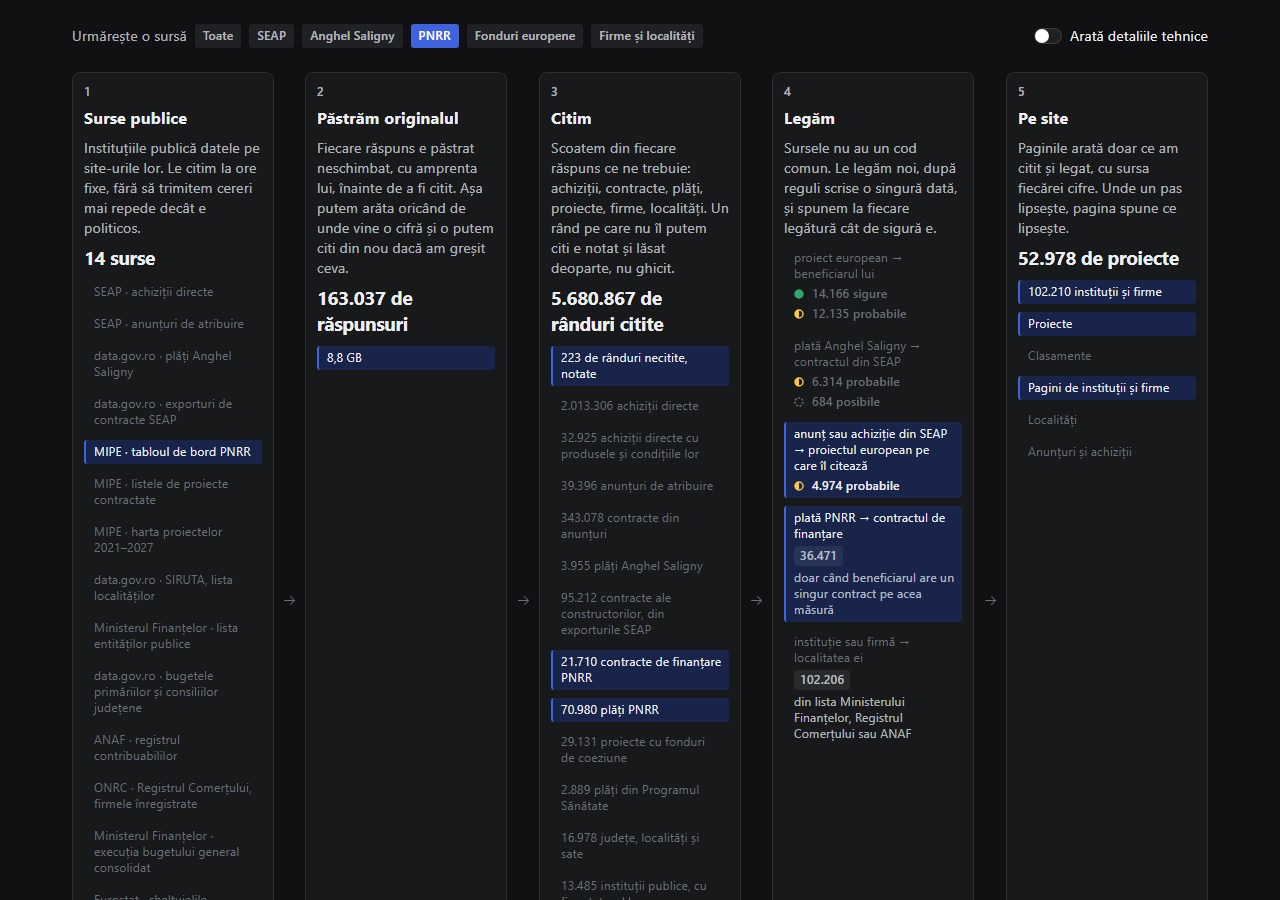 Urmărește o sursă
Toate
SEAP
Anghel Saligny
PNRR
Fonduri europene
Firme și localități
Arată detaliile tehnice
1
Surse publice
Instituțiile publică datele pe
site-urile lor. Le citim la ore
fixe, fără să trimitem cereri
mai repede decât e
politicos.
14 surse
SEAP · achiziții directe
SEAP · anunțuri de atribuire
data.gov.ro · plăți Anghel
Saligny
data.gov.ro · exporturi de
contracte SEAP
MIPE · tabloul de bord PNRR
MIPE · listele de proiecte
contractate
MIPE · harta proiectelor
2021–2027
data.gov.ro · SIRUTA, lista
localităților
Ministerul Finanțelor · lista
entităților publice
data.gov.ro · bugetele
primăriilor și consiliilor
județene
ANAF · registrul
contribuabililor
ONRC · Registrul Comerțului,
firmele înregistrate
Ministerul Finanțelor ·
execuția bugetului general
consolidat
Eurostat · cheltuielile
→
2
Păstrăm originalul
Fiecare răspuns e păstrat
neschimbat, cu amprenta
lui, înainte de a fi citit. Așa
putem arăta oricând de
unde vine o cifră și o putem
citi din nou dacă am greșit
ceva.
163.037 de
răspunsuri
8,8 GB
→
3
Citim
Scoatem din fiecare
răspuns ce ne trebuie:
achiziții, contracte, plăți,
proiecte, firme, localități. Un
rând pe care nu îl putem
citi e notat și lăsat
deoparte, nu ghicit.
5.680.867 de
rânduri citite
223 de rânduri necitite,
notate
2.013.306 achiziții directe
32.925 achiziții directe cu
produsele și condițiile lor
39.396 anunțuri de atribuire
343.078 contracte din
anunțuri
3.955 plăți Anghel Saligny
95.212 contracte ale
constructorilor, din
exporturile SEAP
21.710 contracte de finanțare
PNRR
70.980 plăți PNRR
29.131 proiecte cu fonduri
de coeziune
2.889 plăți din Programul
Sănătate
16.978 județe, localități și
sate
13.485 instituții publice, cu
→
4
Legăm
Sursele nu au un cod
comun. Le legăm noi, după
reguli scrise o singură dată,
și spunem la fiecare
legătură cât de sigură e.
proiect european →
beneficiarul lui
14.166 sigure
12.135 probabile
plată Anghel Saligny →
contractul din SEAP
6.314 probabile
684 posibile
anunț sau achiziție din SEAP
→ proiectul european pe
care îl citează
4.974 probabile
plată PNRR → contractul de
finanțare
36.471
doar când beneficiarul are un
singur contract pe acea
măsură
instituție sau firmă →
localitatea ei
102.206
din lista Ministerului
Finanțelor, Registrul
Comerțului sau ANAF
→
5
Pe site
Paginile arată doar ce am
citit și legat, cu sursa
fiecărei cifre. Unde un pas
lipsește, pagina spune ce
lipsește.
52.978 de proiecte
102.210 instituții și firme
Proiecte
Clasamente
Pagini de instituții și firme
Localități
Anunțuri și achiziții